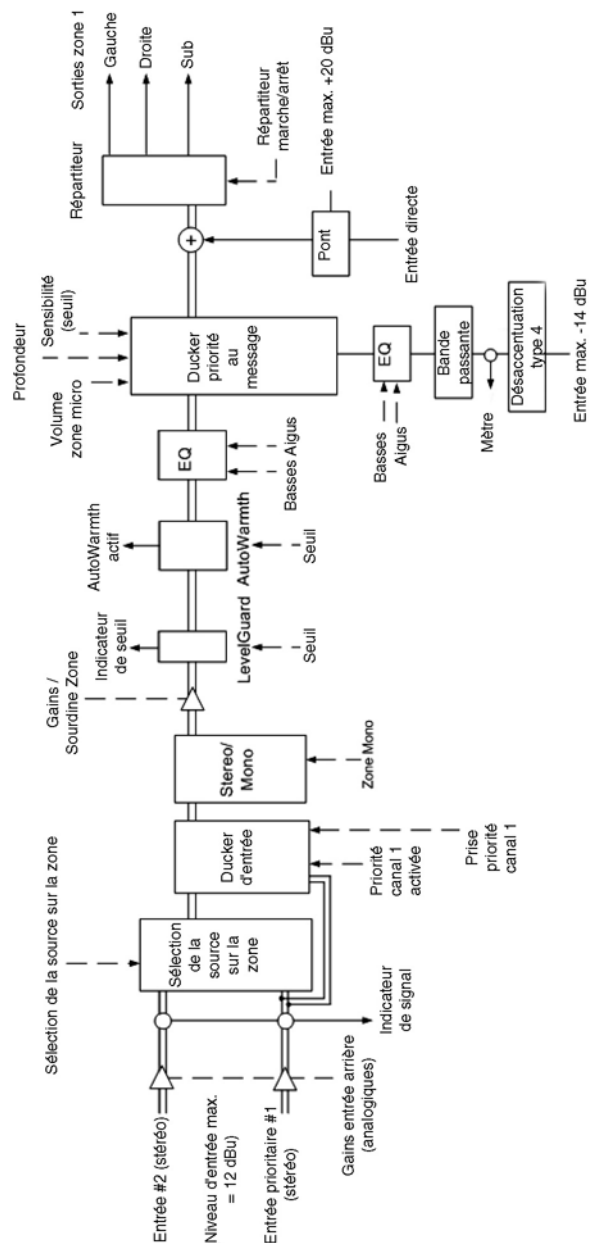 Sélection de la source sur la zone
Entrée #2 (stéréo)
Niveau d'entrée max.
= 12 dBu)
Entrée prioritaire #1
(stéréo)
Gains entrée arrière
(analogiques)
Indicateur
de signal
Sélection
de la
source
sur la
zone
Ducker
d'entrée
Priorité
canal 1
activée
Prise
priorité
canal 1
Stereo/
Mono
Zone Mono
Gains /
Sourdine Zone
Indicateur
de seuil
LevelGuard
Seuil
AutoWarmth
actif
AutoWarmth
Seuil
EQ
Basses Aigus
Volume
zone micro
Profondeur
Sensibilité
(seuil)
Ducker
priorité
au
message
EQ
Basses
Aigus
Bande
passante
Mètre
Désaccentuation
type 4
Entrée max. -14 dBu
Pont
Entrée max. +20 dBu
Entrée directe
Répartiteur
Répartiteur
marche/arrêt
Sorties zone 1
Gauche
Droite
Sub
+